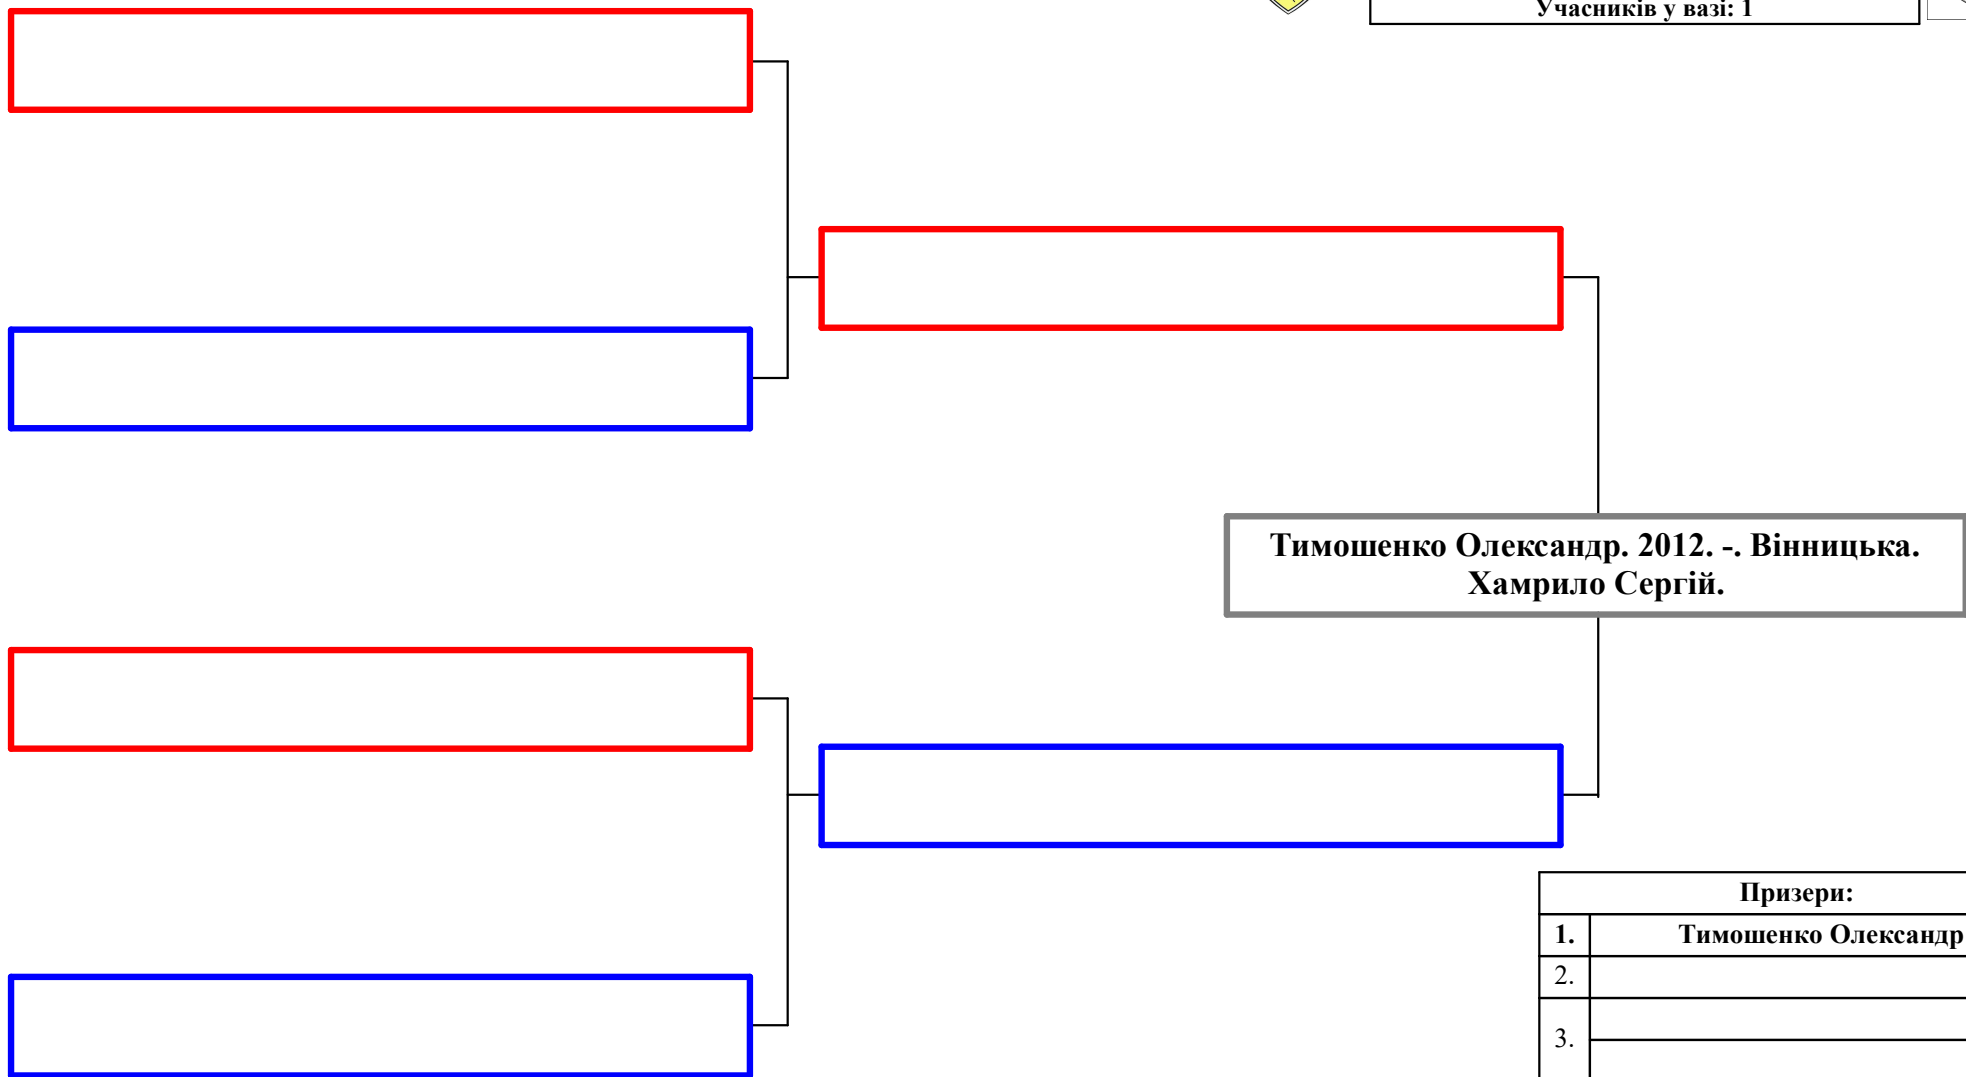 Учасників у вазі: 1
Тимошенко Олександр. 2012. -. Вінницька.
Хамрило Сергій.
Призери:
1. Тимошенко Олександр
2.
3.